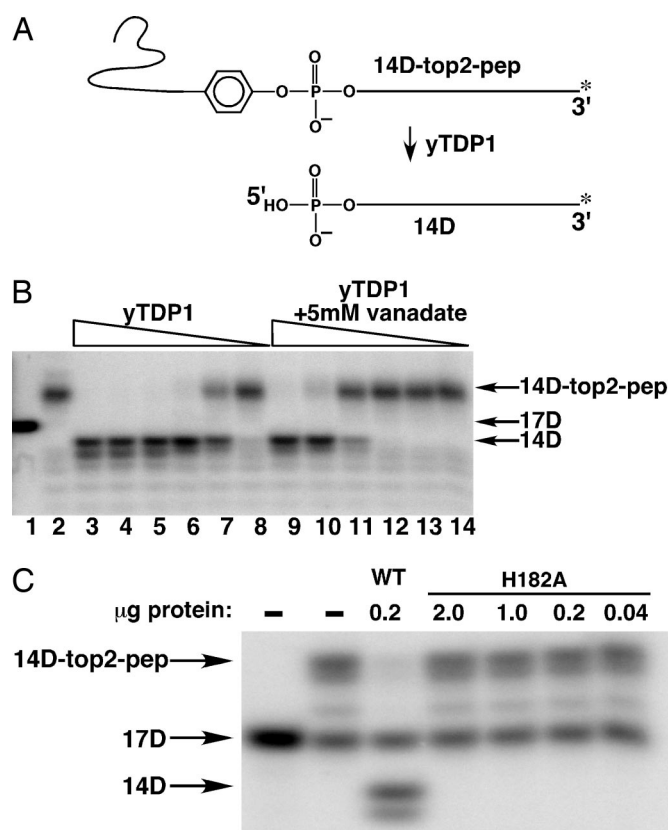 A
14D-top2-pep
O
O—P—O
O−
*
3'
yTDP1
O
5'HO—P—O
O−
14D
*
3'
B
yTDP1
yTDP1
+5mM vanadate
14D-top2-pep
17D
14D
1 2 3 4 5 6 7 8 9 10 11 12 13 14
C
WT H182A
μg protein: – – 0.2 2.0 1.0 0.2 0.04
14D-top2-pep
17D
14D